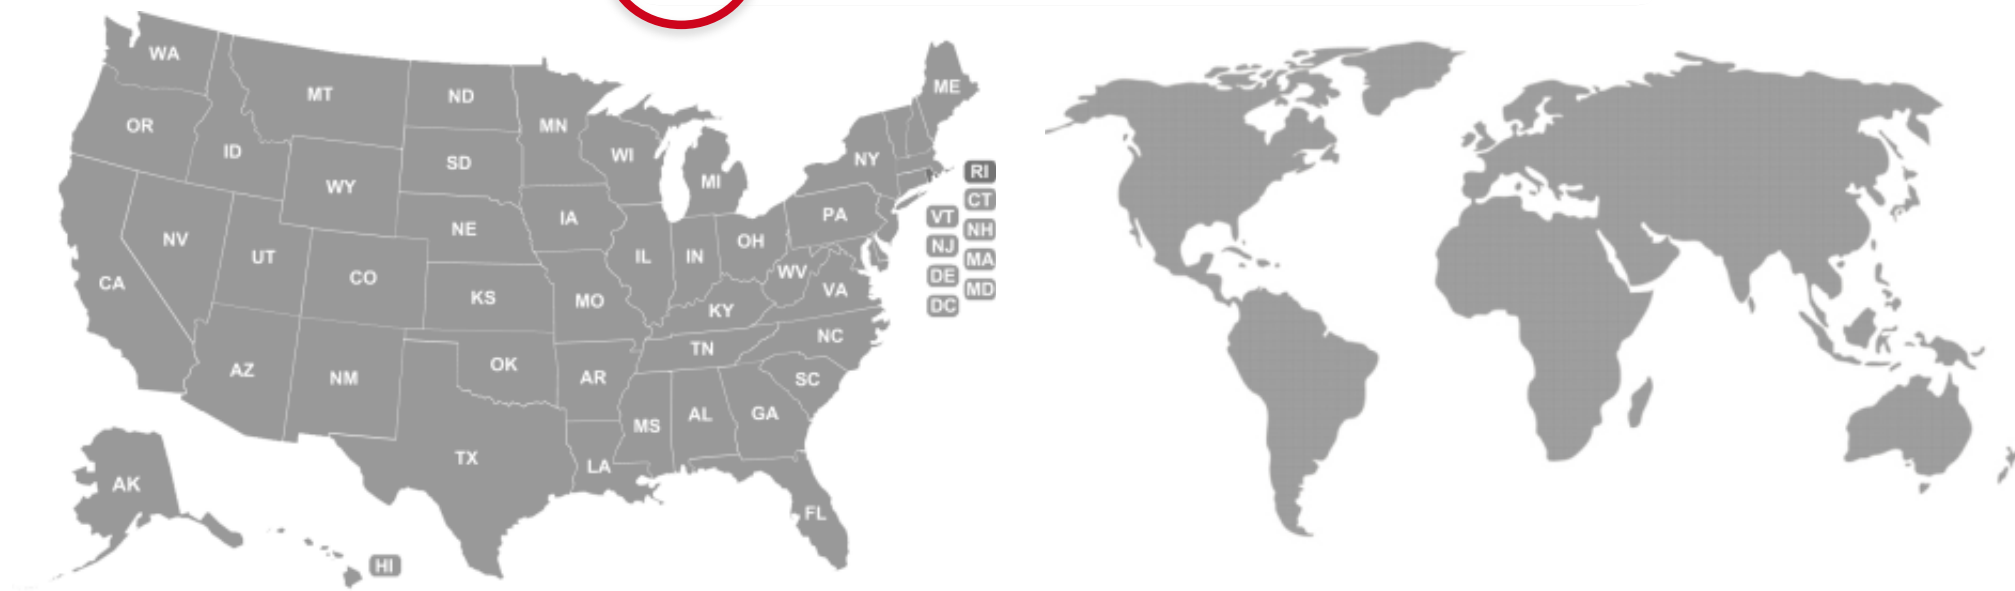 WA
MT
ND
MN
ME
OR
ID
SD
WI
NY
WY
MI
RI
CT
NV
NE
IA
PA
VT
NH
UT
CO
IL
IN
OH
NJ
MA
CA
KS
MO
WV
VA
DE
MD
KY
DC
AZ
NM
OK
TN
NC
AR
SC
MS
AL
GA
TX
LA
AK
FL
HI